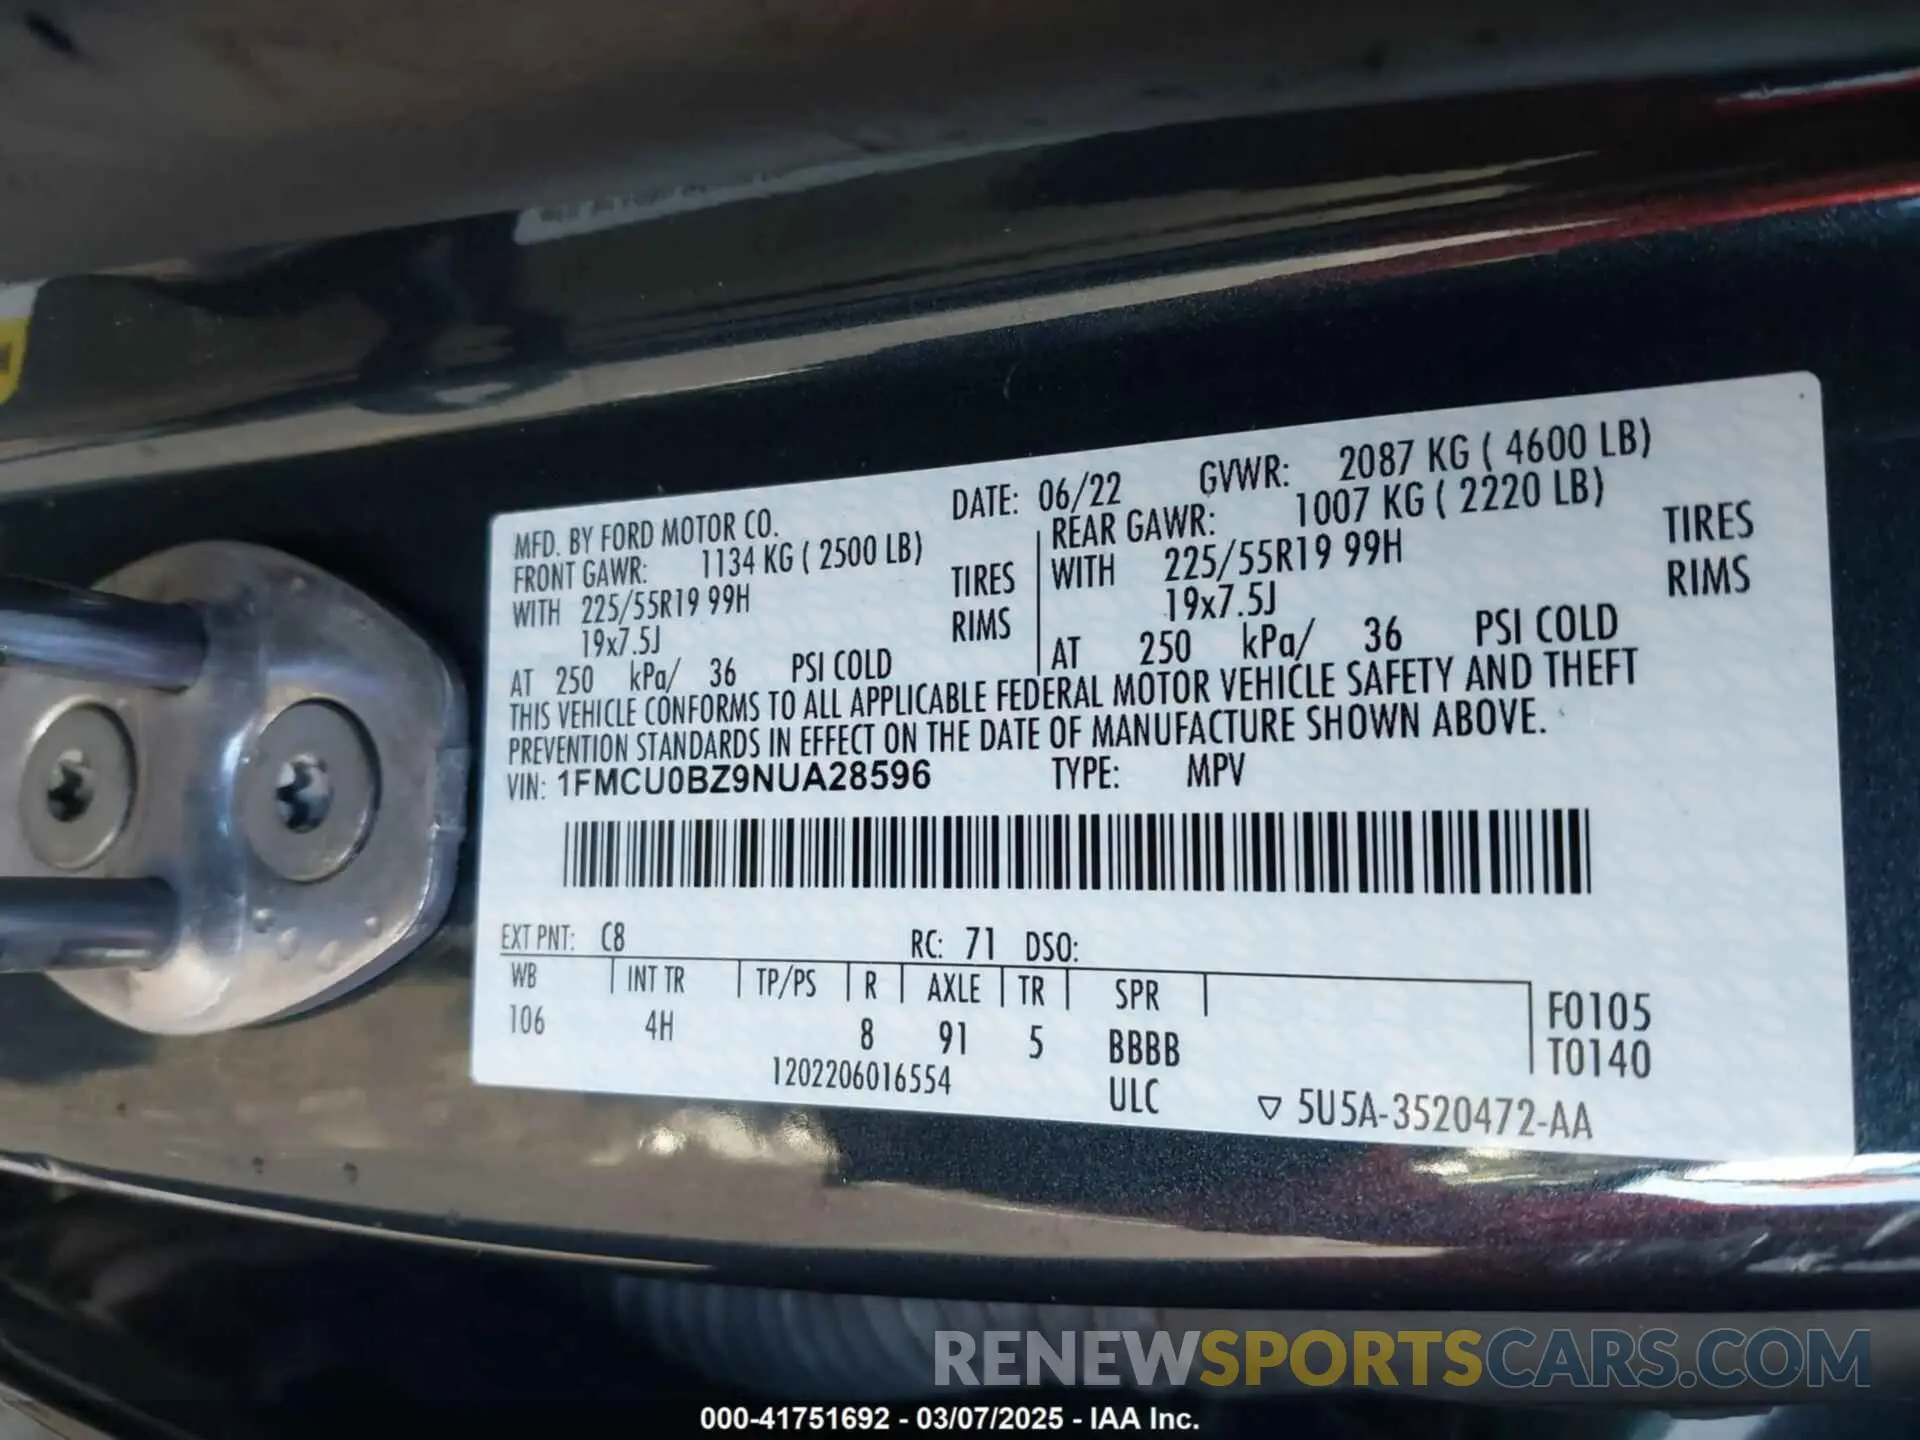 MFD. BY FORD MOTOR CO. DATE: 06/22 GVWR: 2087 KG ( 4600 LB)
FRONT GAWR: 1134 KG ( 2500 LB) REAR GAWR: 1007 KG ( 2220 LB)
WITH 225/55R19 99H TIRES WITH 225/55R19 99H TIRES
19x7.5J RIMS 19x7.5J RIMS
AT 250 kPa/ 36 PSI COLD AT 250 kPa/ 36 PSI COLD
THIS VEHICLE CONFORMS TO ALL APPLICABLE FEDERAL MOTOR VEHICLE SAFETY AND THEFT
PREVENTION STANDARDS IN EFFECT ON THE DATE OF MANUFACTURE SHOWN ABOVE.
VIN: 1FMCU0BZ9NUA28596 TYPE: MPV
EXT PNT: C8 RC: 71 DSO:
WB INT TR TP/PS R AXLE TR SPR F0105
106 4H 8 91 5 BBBB T0140
1202206016554 ULC ▽ 5U5A-3520472-AA
RENEWSPORTSCARS.COM
000-41751692 - 03/07/2025 - IAA Inc.